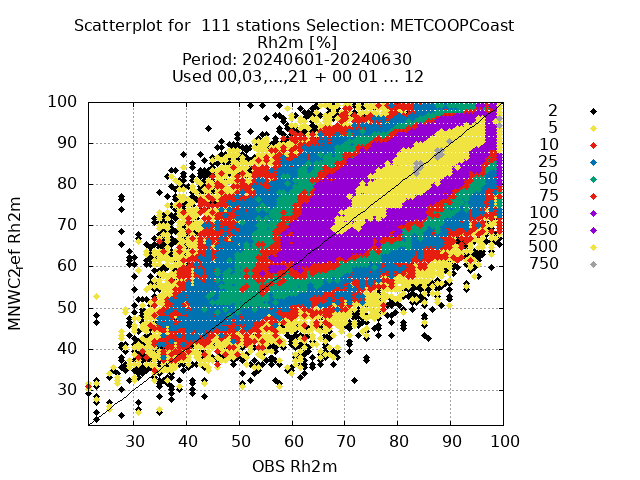 Scatterplot for 111 stations Selection: METCOOPCoast
Rh2m [%]
Period: 20240601-20240630
Used 00,03,...,21 + 00 01 ... 12
100
90
80
70
60
50
40
30
30 40 50 60 70 80 90 100
OBS Rh2m
MNWC2ref Rh2m
2
5
10
25
50
75
100
250
500
750